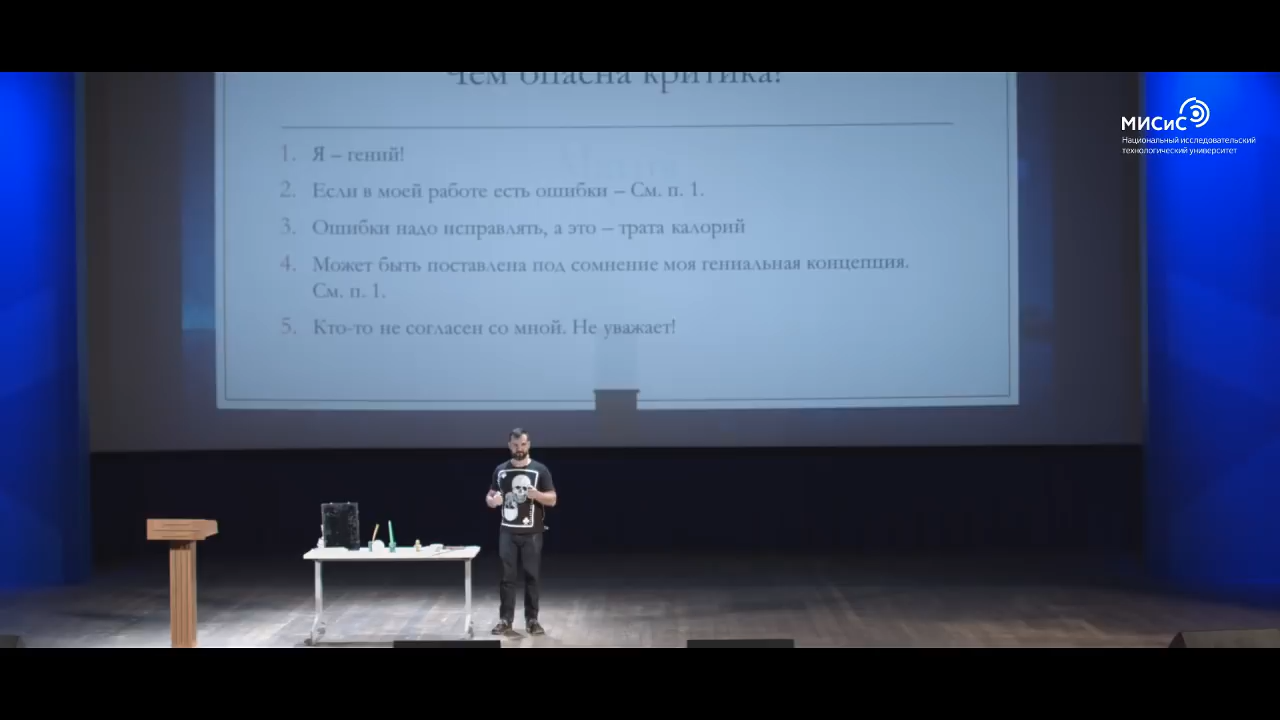 Чем опасна критика!
1. Я – гений!
2. Если в моей работе есть ошибки – См. п. 1.
3. Ошибки надо исправлять, а это – трата калорий
4. Может быть поставлена под сомнение моя гениальная концепция.
См. п. 1.
5. Кто-то не согласен со мной. Не уважает!
МИСиС
Национальный исследовательский
технологический университет